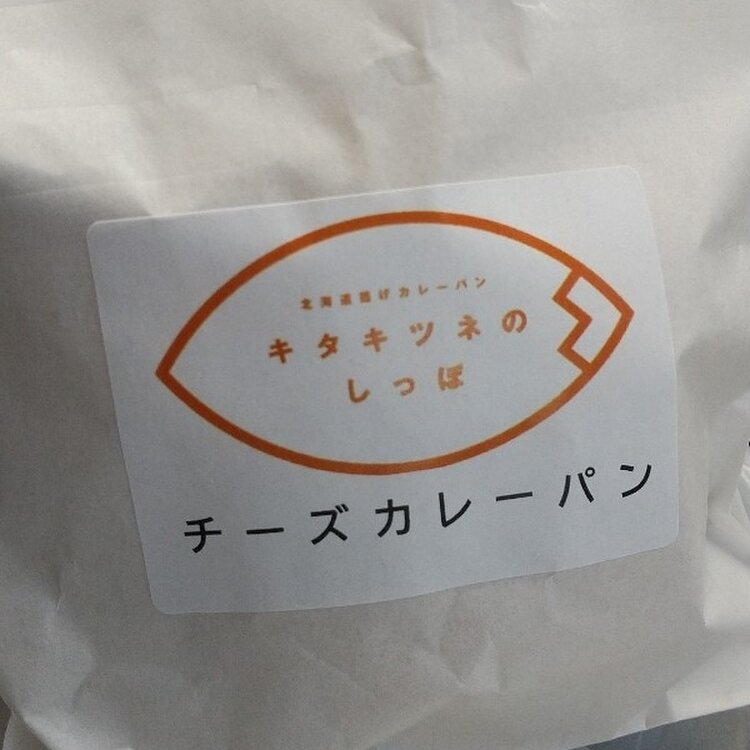 北海道揚げカレーパン
キタキツネの
しっぽ
チーズカレーパン